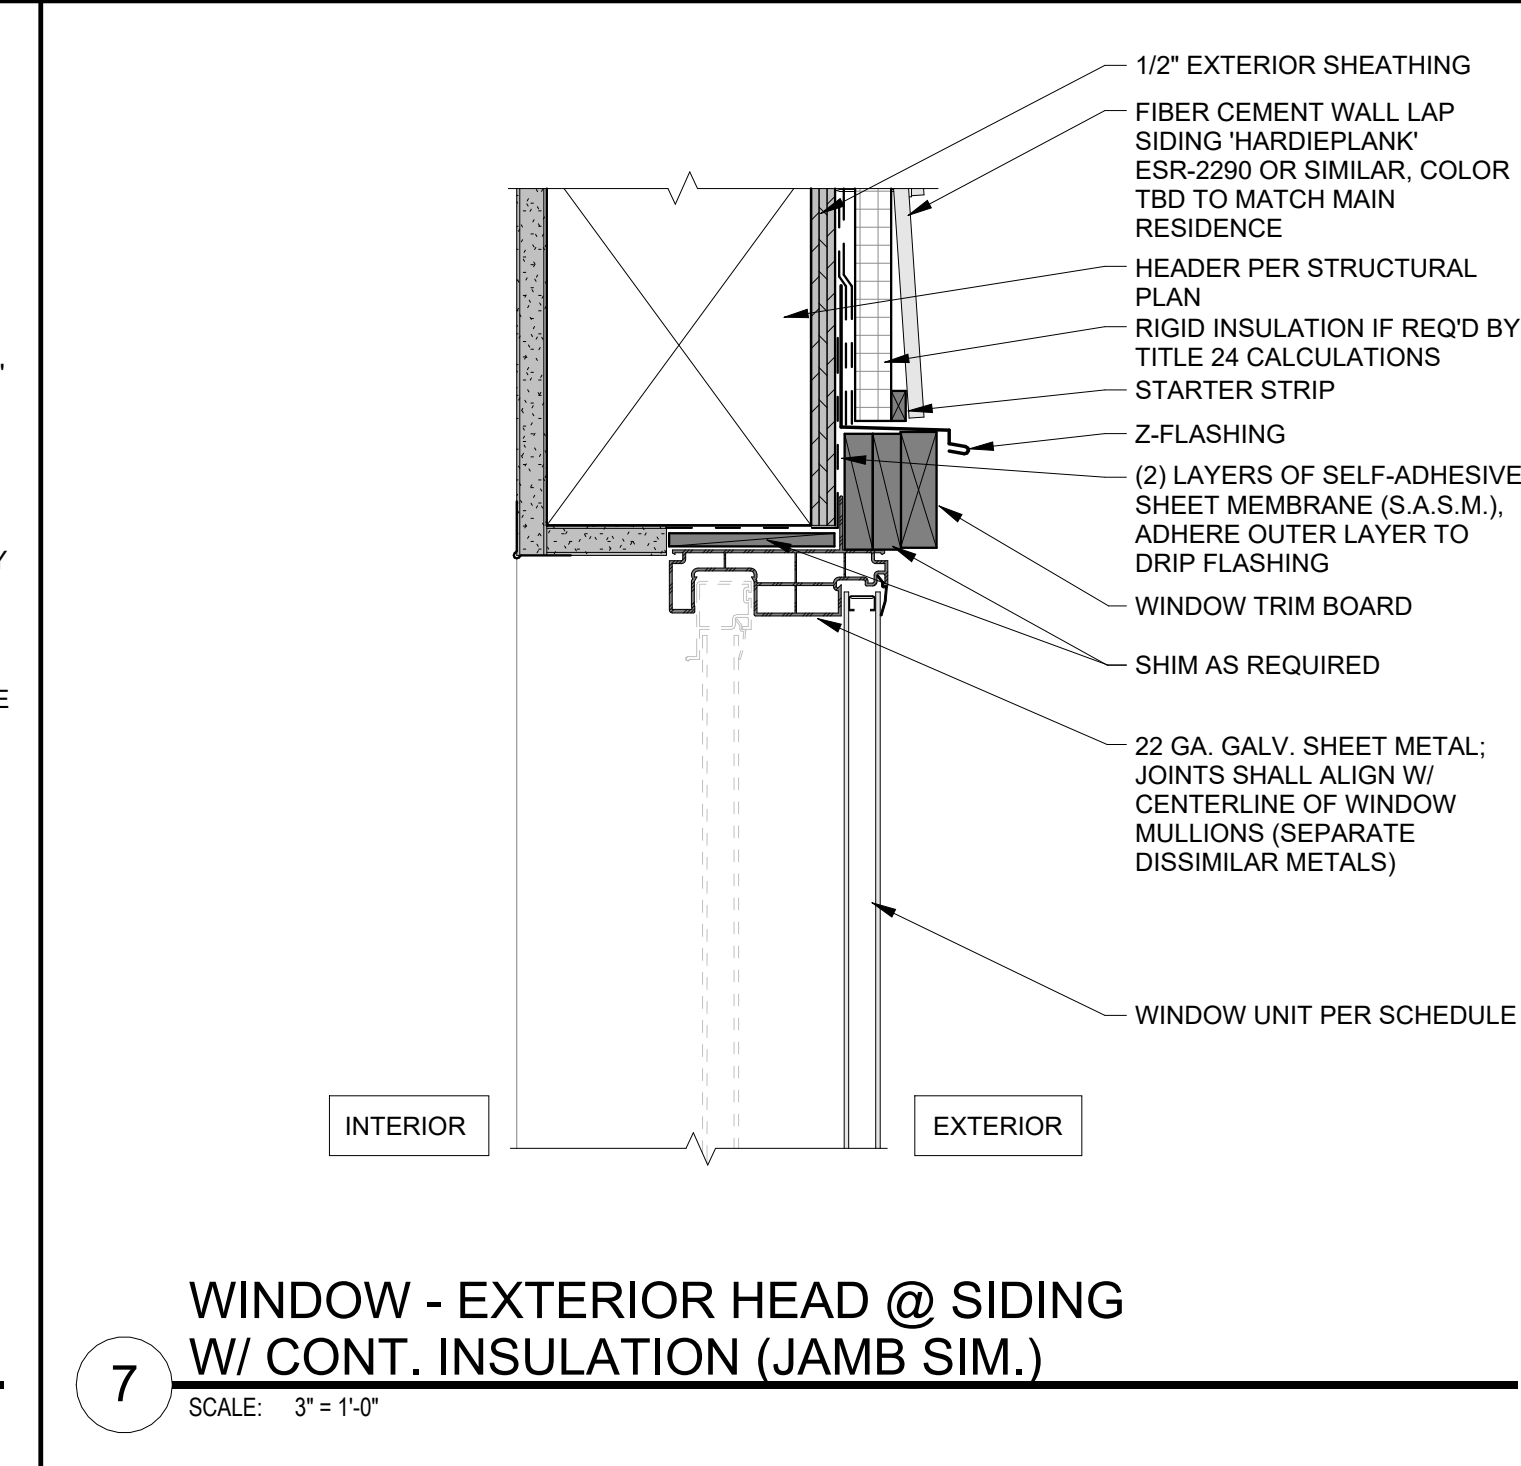 1/2" EXTERIOR SHEATHING
FIBER CEMENT WALL LAP
SIDING 'HARDIEPLANK'
ESR-2290 OR SIMILAR, COLOR
TBD TO MATCH MAIN
RESIDENCE
HEADER PER STRUCTURAL
PLAN
RIGID INSULATION IF REQ'D BY
TITLE 24 CALCULATIONS
STARTER STRIP
Z-FLASHING
(2) LAYERS OF SELF-ADHESIVE
SHEET MEMBRANE (S.A.S.M.),
ADHERE OUTER LAYER TO
DRIP FLASHING
WINDOW TRIM BOARD
SHIM AS REQUIRED
22 GA. GALV. SHEET METAL;
JOINTS SHALL ALIGN W/
CENTERLINE OF WINDOW
MULLIONS (SEPARATE
DISSIMILAR METALS)
WINDOW UNIT PER SCHEDULE
INTERIOR
EXTERIOR
WINDOW - EXTERIOR HEAD @ SIDING
W/ CONT. INSULATION (JAMB SIM.)
7
SCALE: 3" = 1'-0"